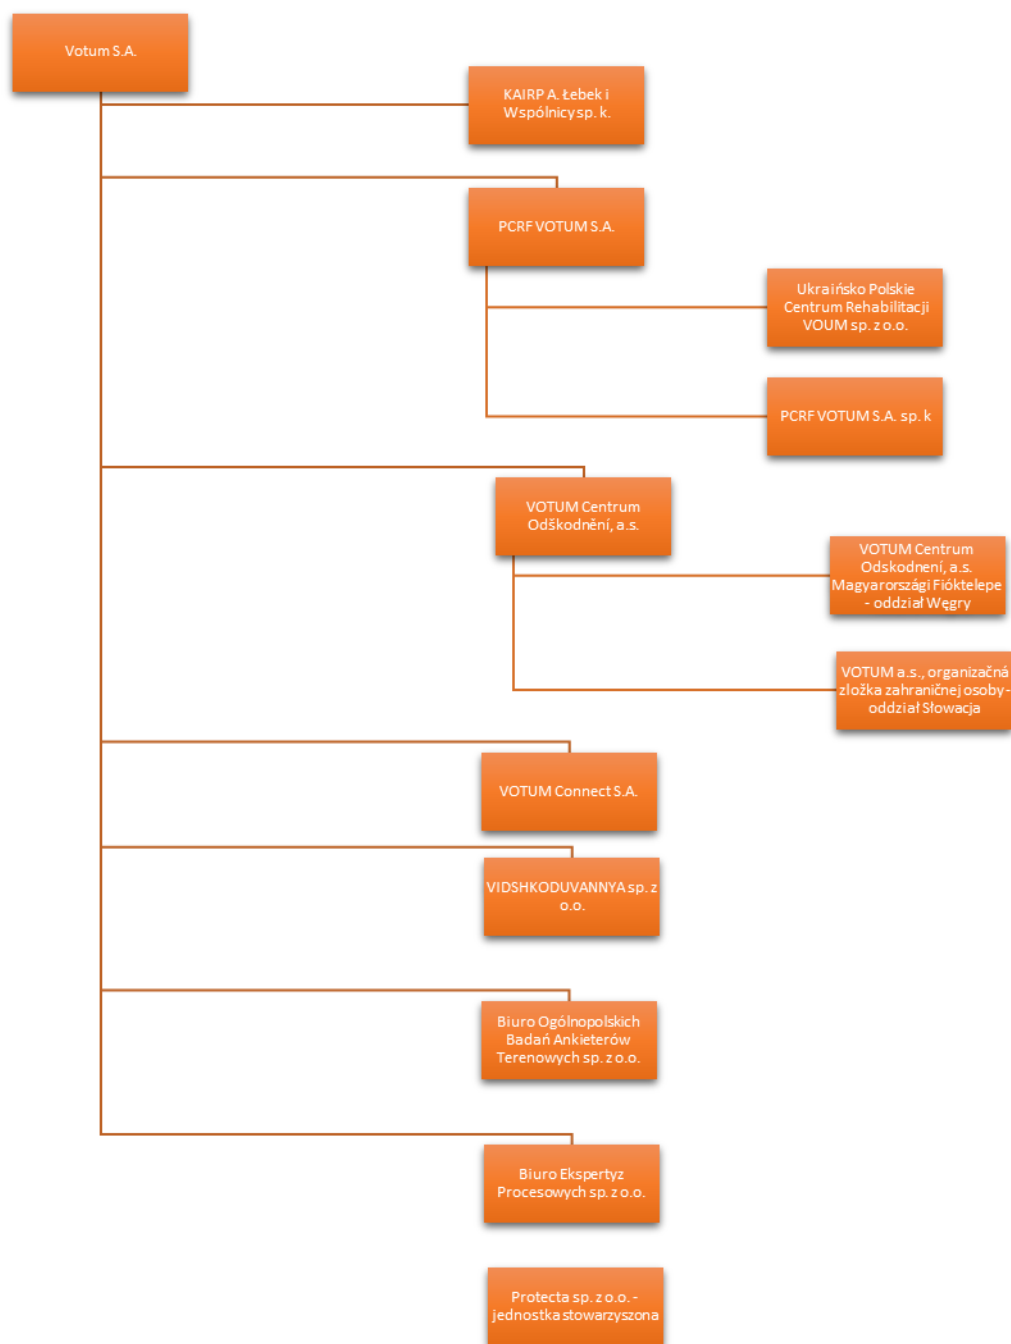 Votum S.A.
KAIRP A. Łebek i
Wspólnicy sp. k.
PCRF VOTUM S.A.
Ukraińsko Polskie
Centrum Rehabilitacji
VOUM sp. z o.o.
PCRF VOTUM S.A. sp. k
VOTUM Centrum
Odškodnění, a.s.
VOTUM Centrum
Odskodnení, a.s.
Magyarországi Fióktelepe
- oddział Węgry
VOTUM a.s., organizačná
zložka zahraničnej osoby-
oddział Słowacja
VOTUM Connect S.A.
VIDSHKODUVANNYA sp. z
o.o.
Biuro Ogólnopolskich
Badań Ankieterów
Terenowych sp. z o.o.
Biuro Ekspertyz
Procesowych sp. z o.o.
Protecta sp. z o.o. -
jednostka stowarzyszona